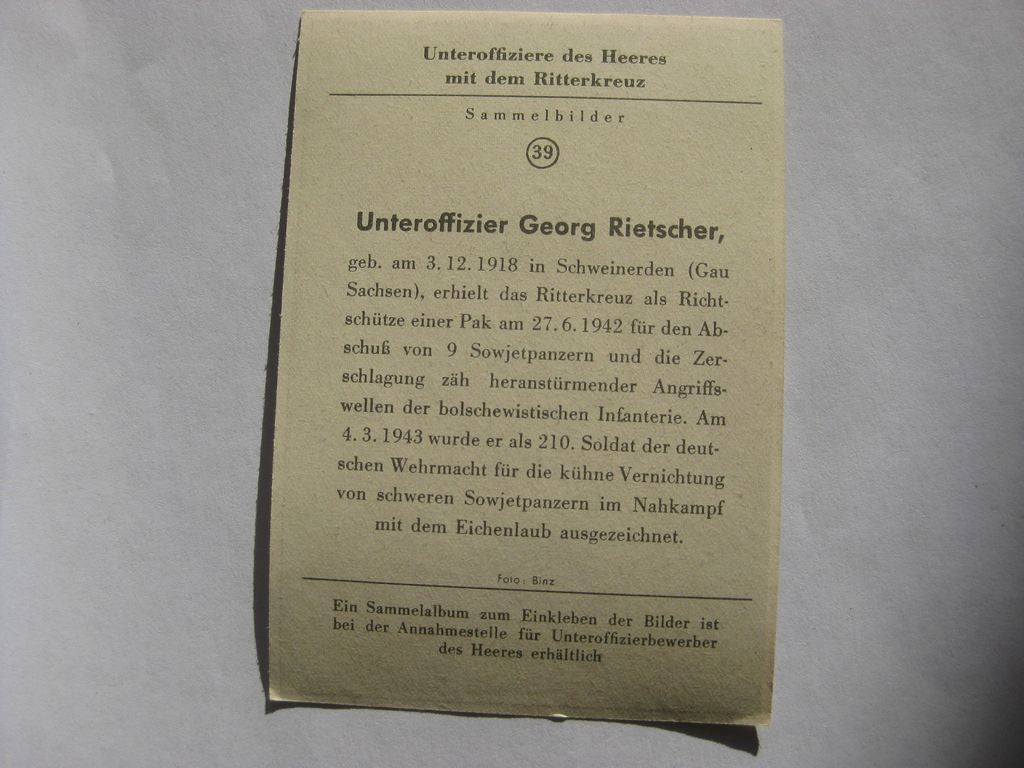 Unteroffiziere des Heeres
mit dem Ritterkreuz
Sammelbilder
39
Unteroffizier Georg Rietscher,
geb. am 3. 12. 1918 in Schweinerden (Gau
Sachsen), erhielt das Ritterkreuz als Richt-
schütze einer Pak am 27. 6. 1942 für den Ab-
schuß von 9 Sowjetpanzern und die Zer-
schlagung zäh heranstürmender Angriffs-
wellen der bolschewistischen Infanterie. Am
4. 3. 1943 wurde er als 210. Soldat der deut-
schen Wehrmacht für die kühne Vernichtung
von schweren Sowjetpanzern im Nahkampf
mit dem Eichenlaub ausgezeichnet.
Foto: Binz
Ein Sammelalbum zum Einkleben der Bilder ist
bei der Annahmestelle für Unteroffizierbewerber
des Heeres erhältlich